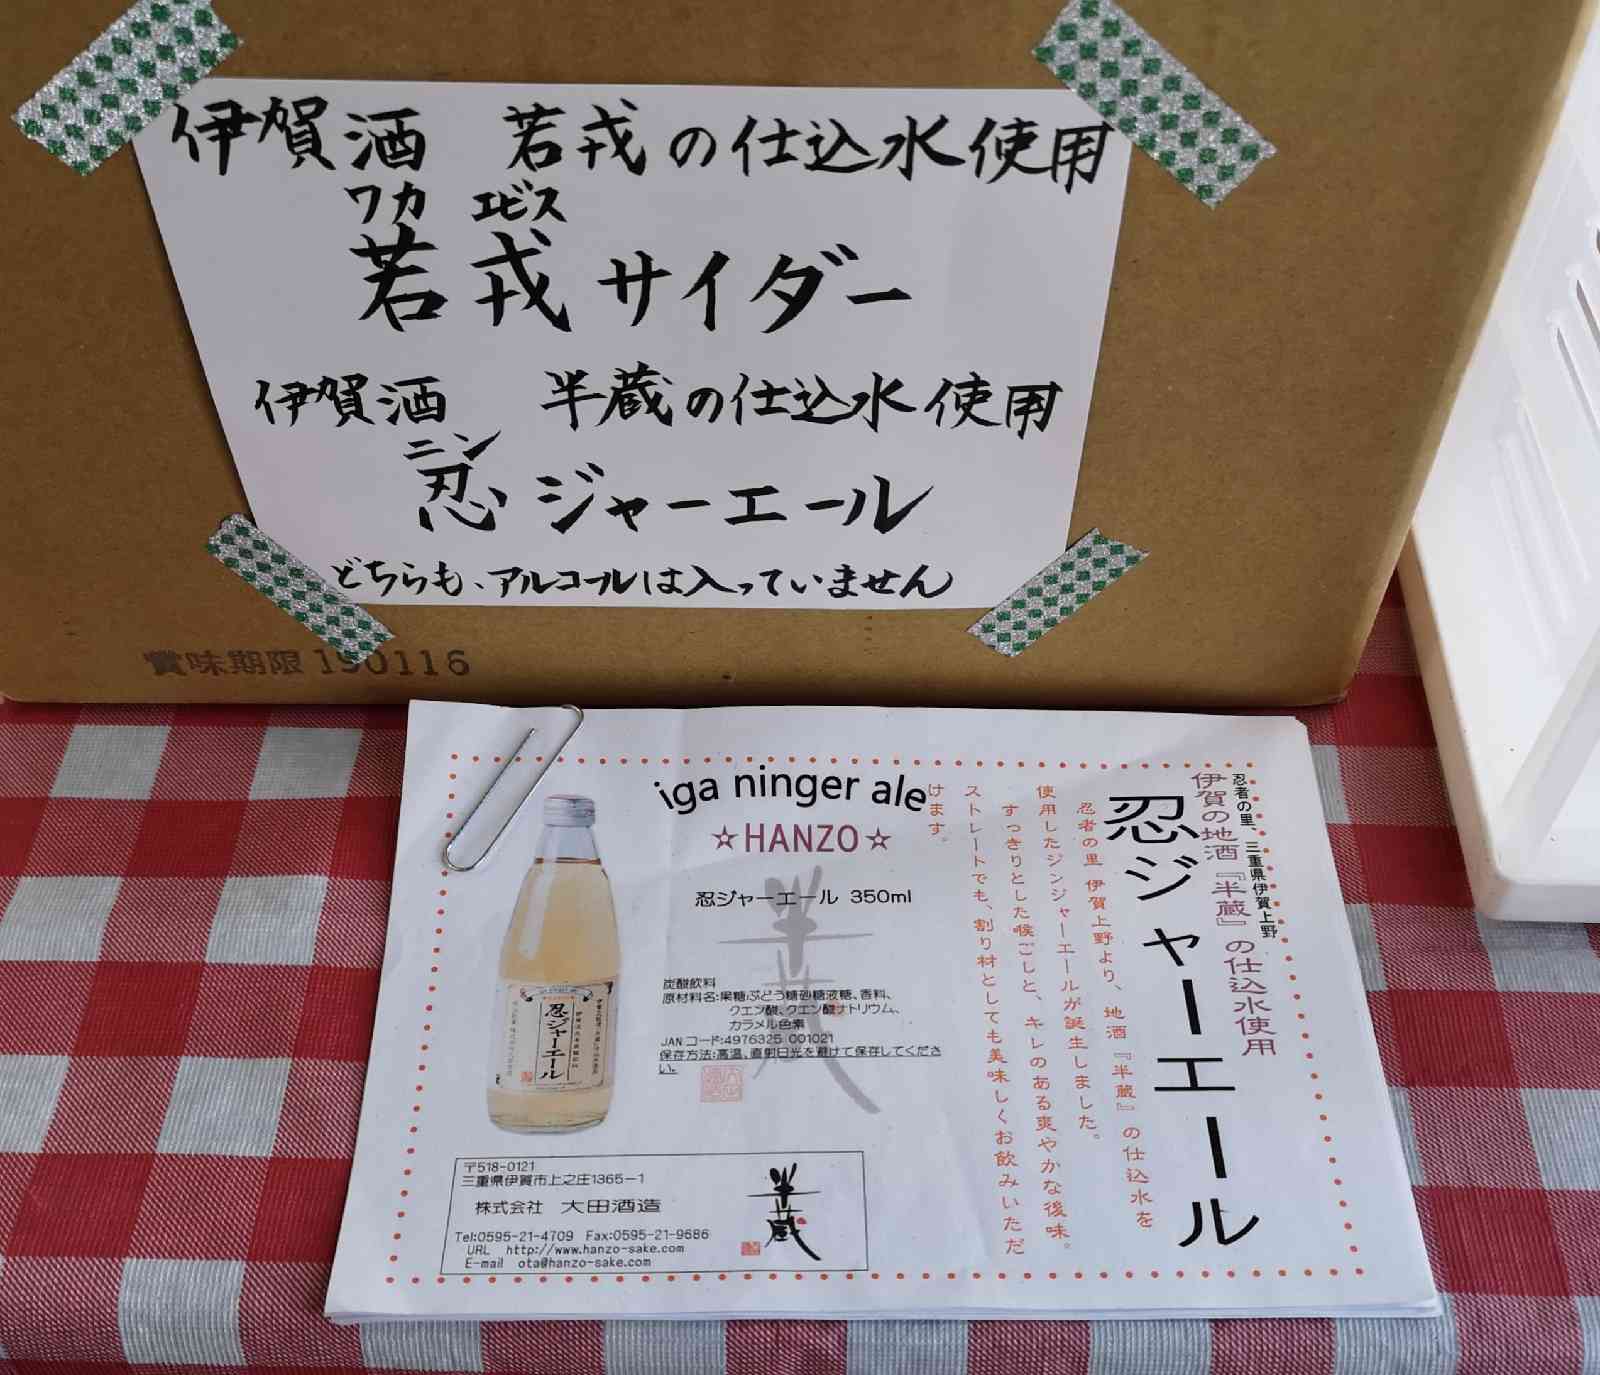 伊賀酒 若戎の仕込水使用
ワカ エビス
若戎サイダー
伊賀酒 半蔵の仕込水使用
ニン
忍ジャーエール
どちらも、アルコールは入っていません
賞味期限 190116
iga ninger ale
☆HANZO☆
忍ジャーエール 350ml
半蔵
炭酸飲料
原材料名:果糖ぶどう糖砂糖液糖、香料、
クエン酸、クエン酸ナトリウム、
カラメル色素
JANコード:4976325 001021
保存方法:高温、直射日光を避けて保存してくださ
い。
忍ジャーエール
忍者の里、三重県伊賀上野
伊賀の地酒『半蔵』の仕込水使用
忍ジャーエール
忍者の里 伊賀上野より、地酒『半蔵』の仕込水を
使用したジンジャーエールが誕生しました。
すっきりとした喉ごしと、キレのある爽やかな後味。
ストレートでも、割り材としても美味しくお飲みいただ
けます。
〒518-0121
三重県伊賀市上之庄1365-1
株式会社 大田酒造
Tel:0595-21-4709 Fax:0595-21-9686
URL http://www.hanzo-sake.com
E-mail ota@hanzo-sake.com
半蔵